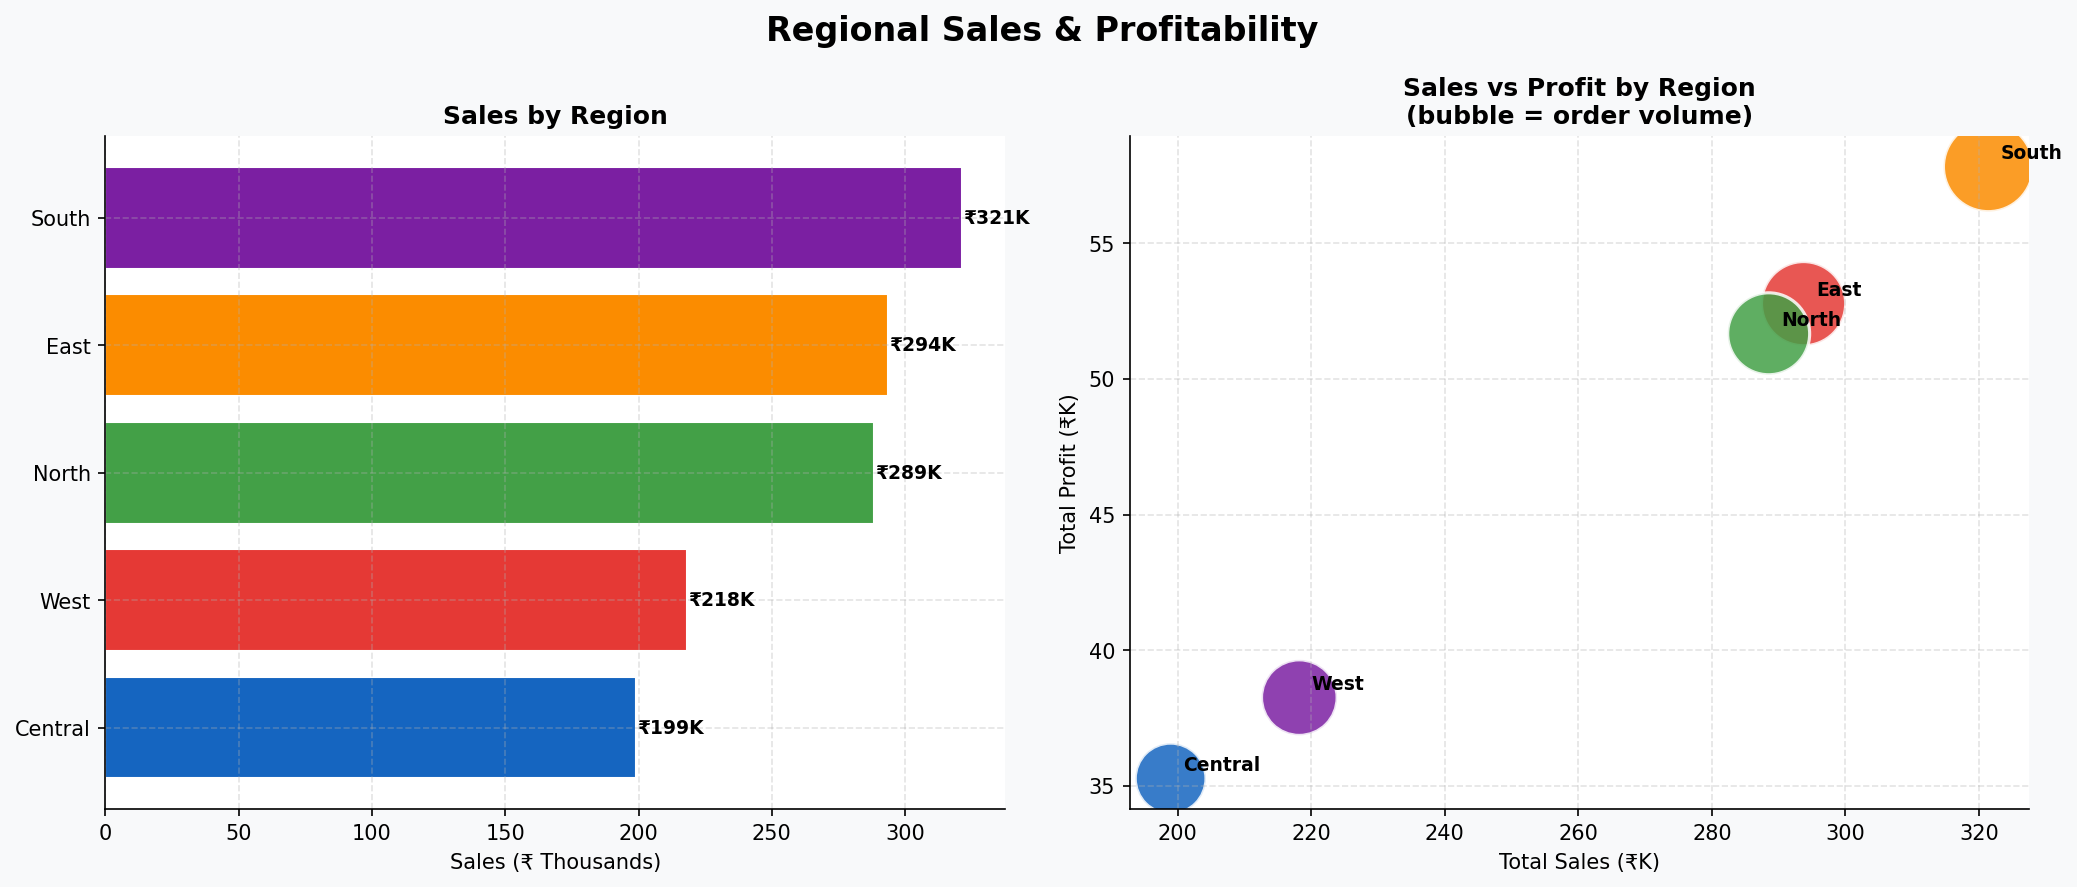 Regional Sales & Profitability
Sales by Region
South
East
North
West
Central
₹321K
₹294K
₹289K
₹218K
₹199K
0 50 100 150 200 250 300
Sales (₹ Thousands)
Sales vs Profit by Region
(bubble = order volume)
Total Profit (₹K)
55
50
45
40
35
South
East
North
West
Central
200 220 240 260 280 300 320
Total Sales (₹K)